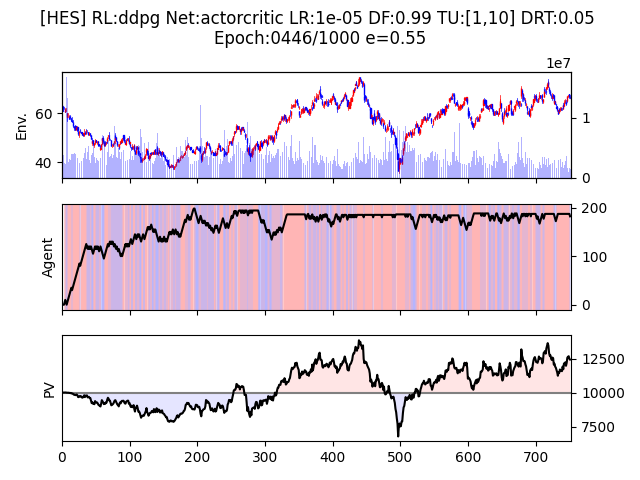 [HES] RL:ddpg Net:actorcritic LR:1e-05 DF:0.99 TU:[1,10] DRT:0.05
Epoch:0446/1000 e=0.55
1e7
Env.
60
40
1
0
Agent
200
100
0
PV
12500
10000
7500
0 100 200 300 400 500 600 700